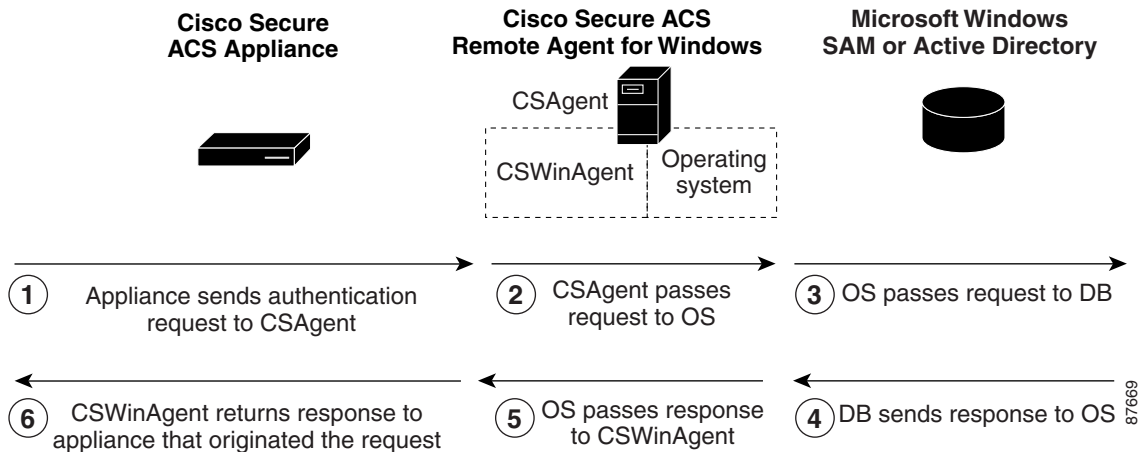 Cisco Secure
ACS Appliance
Cisco Secure ACS
Remote Agent for Windows
Microsoft Windows
SAM or Active Directory
CSAgent
CSWinAgent
Operating
system
1
Appliance sends authentication
request to CSAgent
2
CSAgent passes
request to OS
3
OS passes request to DB
6
CSWinAgent returns response to
appliance that originated the request
5
OS passes response
to CSWinAgent
4
DB sends response to OS
87669